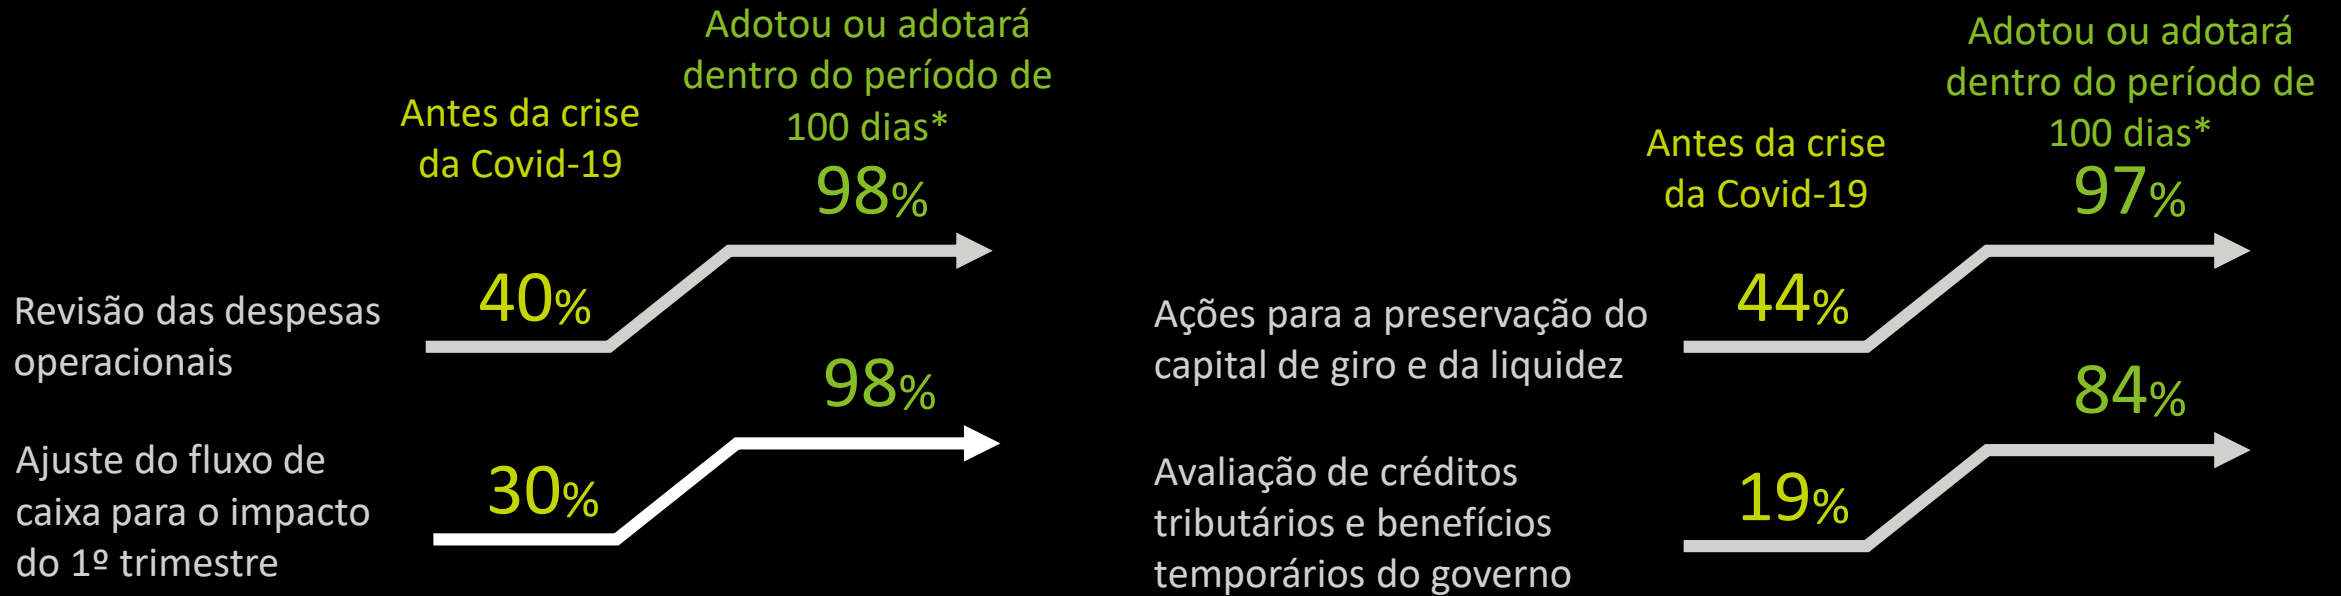 Antes da crise
da Covid-19
Adotou ou adotará
dentro do período de
100 dias*
Revisão das despesas
operacionais
40%
98%
Ajuste do fluxo de
caixa para o impacto
do 1º trimestre
30%
98%
Antes da crise
da Covid-19
Adotou ou adotará
dentro do período de
100 dias*
Ações para a preservação do
capital de giro e da liquidez
44%
97%
Avaliação de créditos
tributários e benefícios
temporários do governo
19%
84%